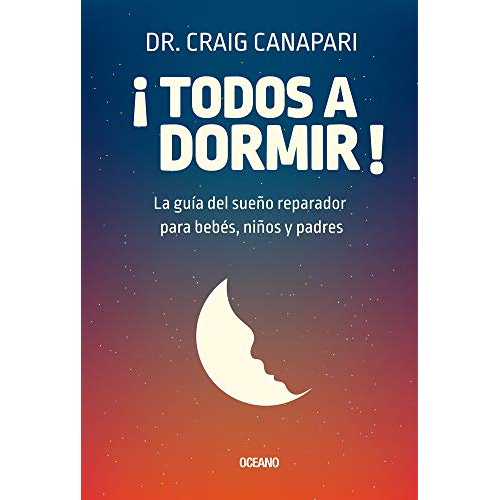 DR. CRAIG CANAPARI
¡TODOS A
DORMIR!
La guía del sueño reparador
para bebés, niños y padres
OCEANO